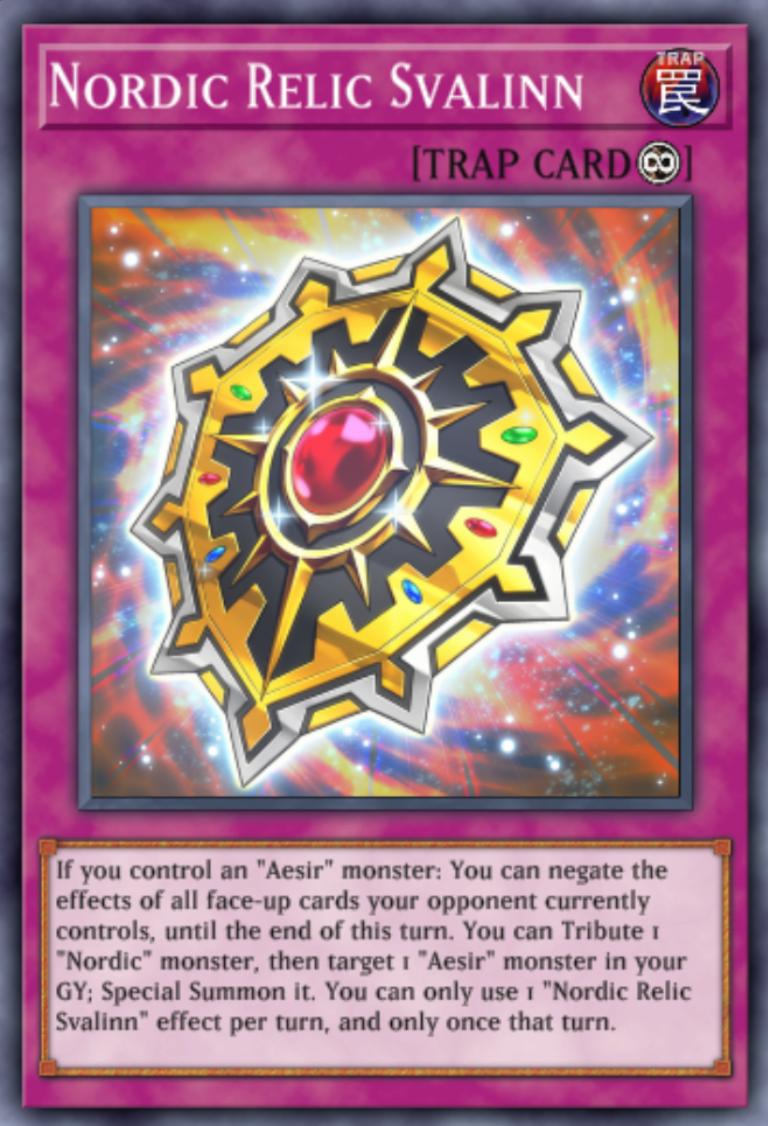 Nordic Relic Svalinn
TRAP
罠
[TRAP CARD∞]
If you control an "Aesir" monster: You can negate the
effects of all face-up cards your opponent currently
controls, until the end of this turn. You can Tribute 1
"Nordic" monster, then target 1 "Aesir" monster in your
GY; Special Summon it. You can only use 1 "Nordic Relic
Svalinn" effect per turn, and only once that turn.